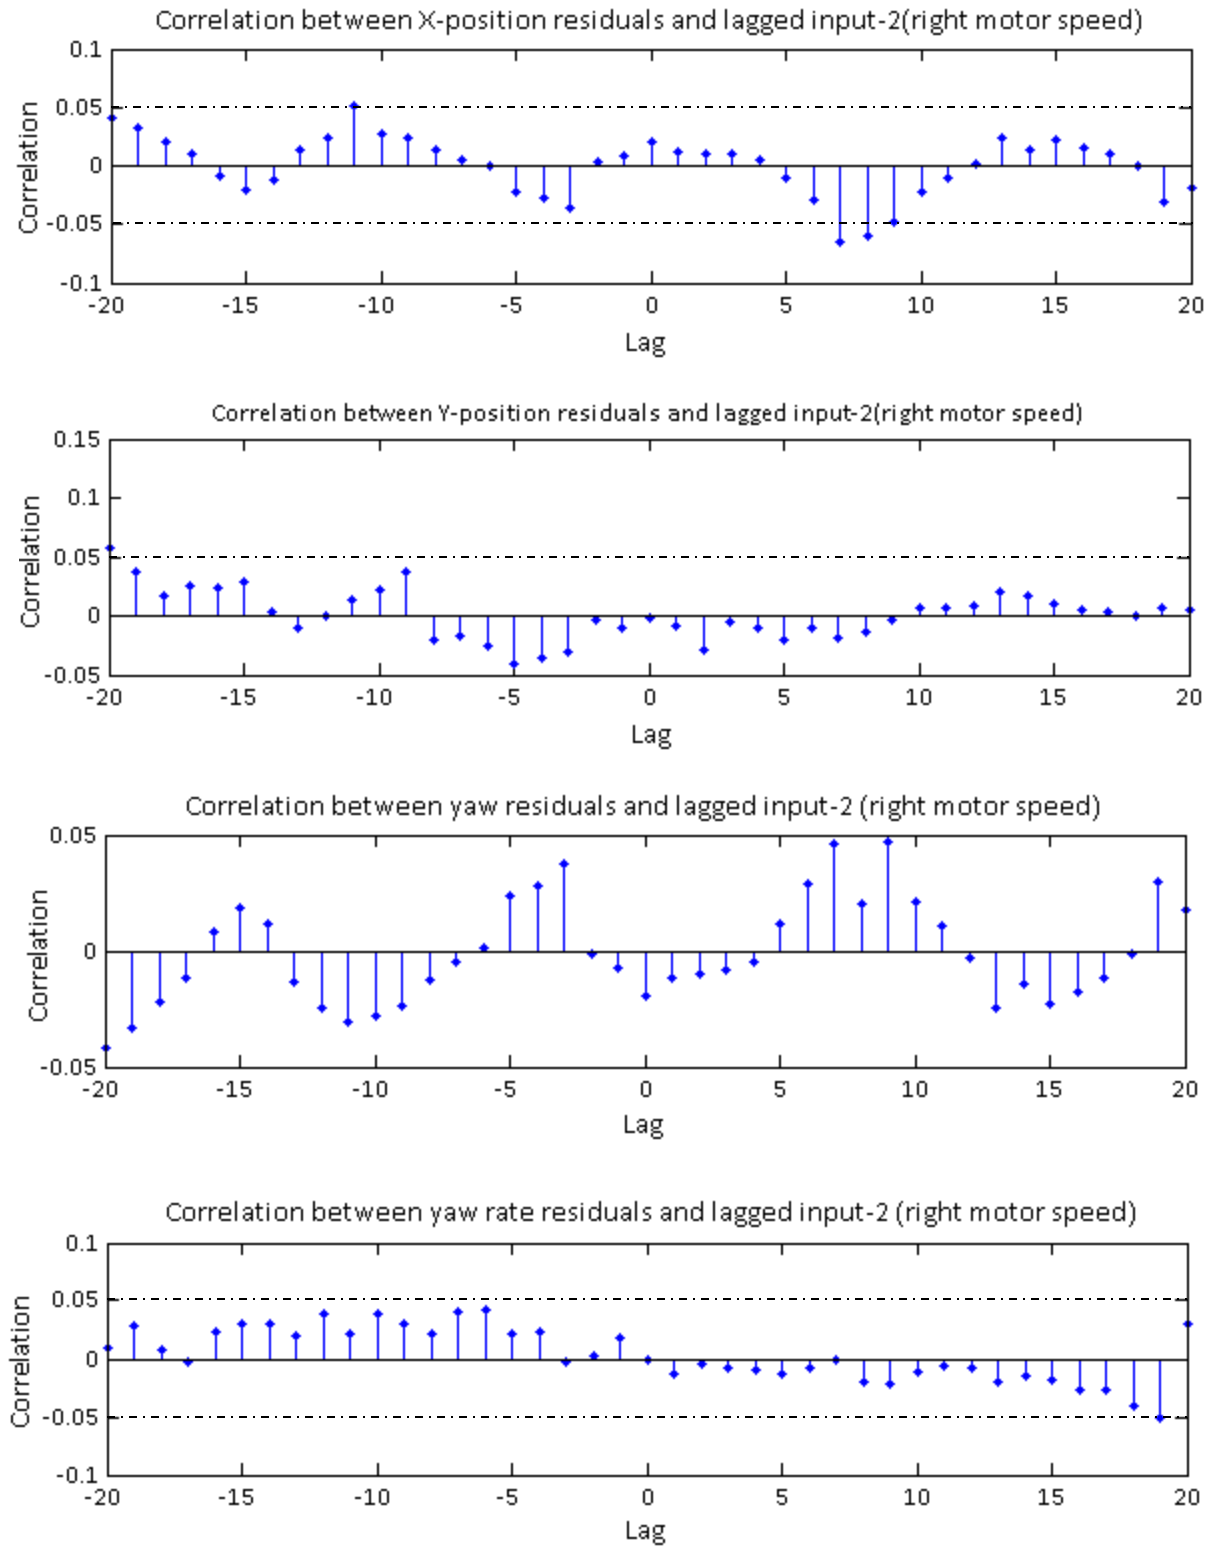 Correlation between X-position residuals and lagged input-2(right motor speed)
0.1
0.05
0
-0.05
-0.1
Correlation
-20 -15 -10 -5 0 5 10 15 20
Lag
Correlation between Y-position residuals and lagged input-2(right motor speed)
0.15
0.1
0.05
0
-0.05
Correlation
-20 -15 -10 -5 0 5 10 15 20
Lag
Correlation between yaw residuals and lagged input-2 (right motor speed)
0.05
0
-0.05
Correlation
-20 -15 -10 -5 0 5 10 15 20
Lag
Correlation between yaw rate residuals and lagged input-2 (right motor speed)
0.1
0.05
0
-0.05
-0.1
Correlation
-20 -15 -10 -5 0 5 10 15 20
Lag